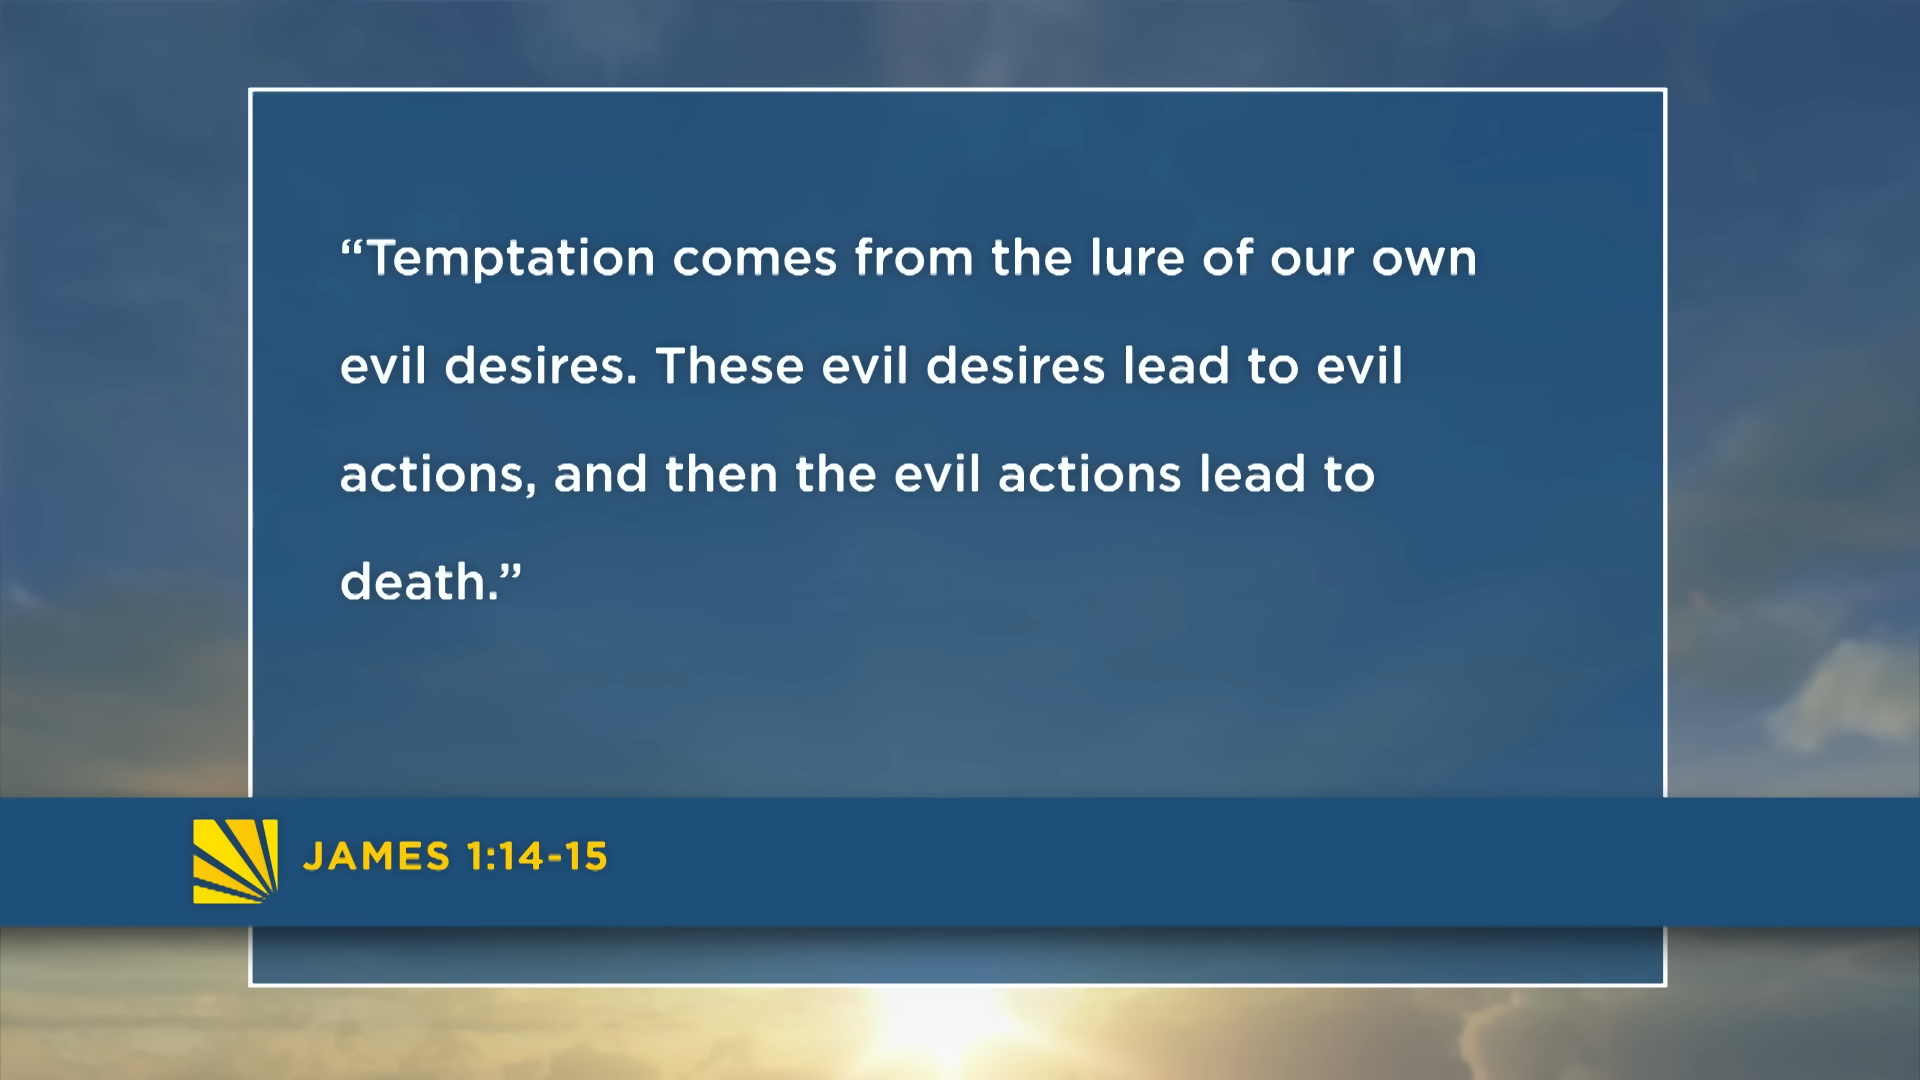 “Temptation comes from the lure of our own
evil desires. These evil desires lead to evil
actions, and then the evil actions lead to
death.”
JAMES 1:14-15